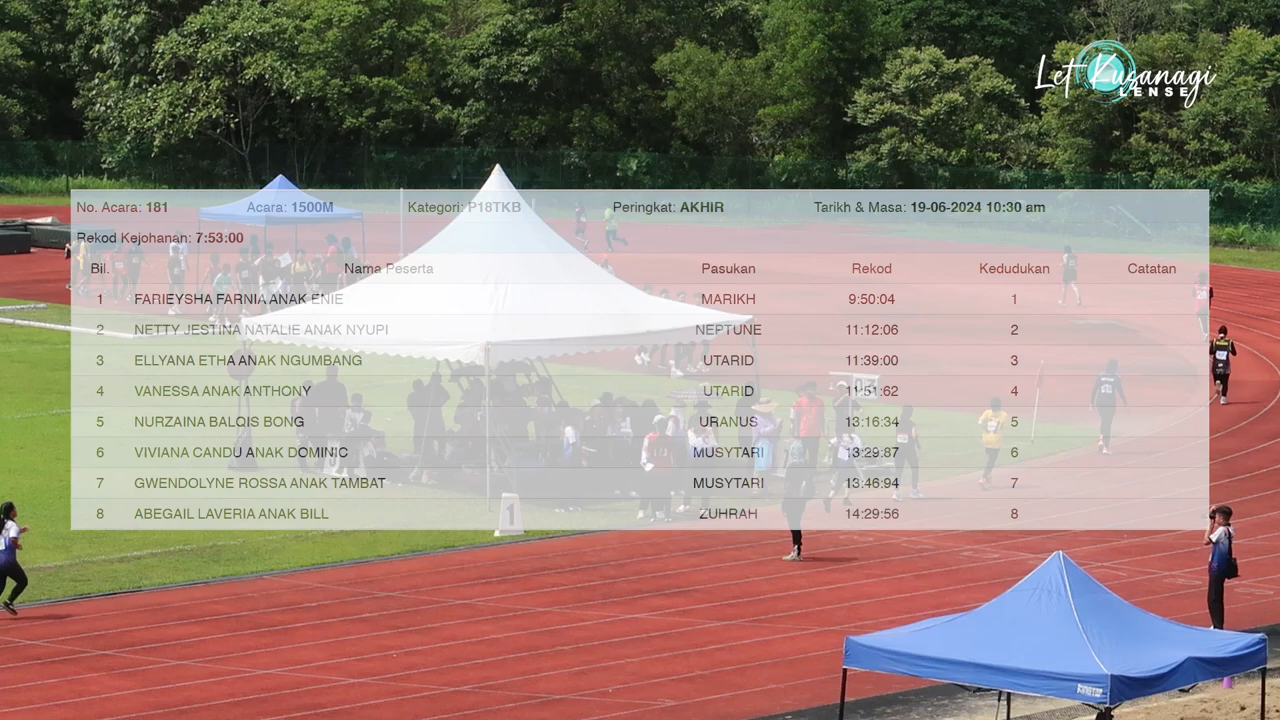 Let Kusanagi
LENSE
No. Acara: 181 Acara: 1500M Kategori: P18TKB Peringkat: AKHIR Tarikh & Masa: 19-06-2024 10:30 am
Rekod Kejohanan: 7:53:00
Bil. Nama Peserta Pasukan Rekod Kedudukan Catatan
1 FARIEYSHA FARNIA ANAK ENIE MARIKH 9:50:04 1
2 NETTY JESTINA NATALIE ANAK NYUPI NEPTUNE 11:12:06 2
3 ELLYANA ETHA ANAK NGUMBANG UTARID 11:39:00 3
4 VANESSA ANAK ANTHONY UTARID 11:51:62 4
5 NURZAINA BALQIS BONG URANUS 13:16:34 5
6 VIVIANA CANDU ANAK DOMINIC MUSYTARI 13:29:87 6
7 GWENDOLYNE ROSSA ANAK TAMBAT MUSYTARI 13:46:94 7
8 ABEGAIL LAVERIA ANAK BILL ZUHRAH 14:29:56 8
1